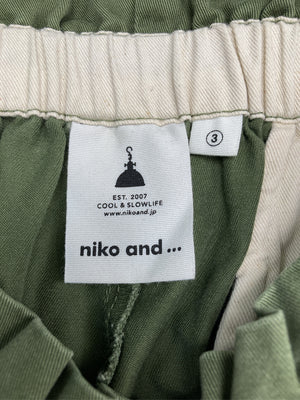 ③
EST. 2007
COOL & SLOWLIFE
www.nikoand.jp
niko and ...